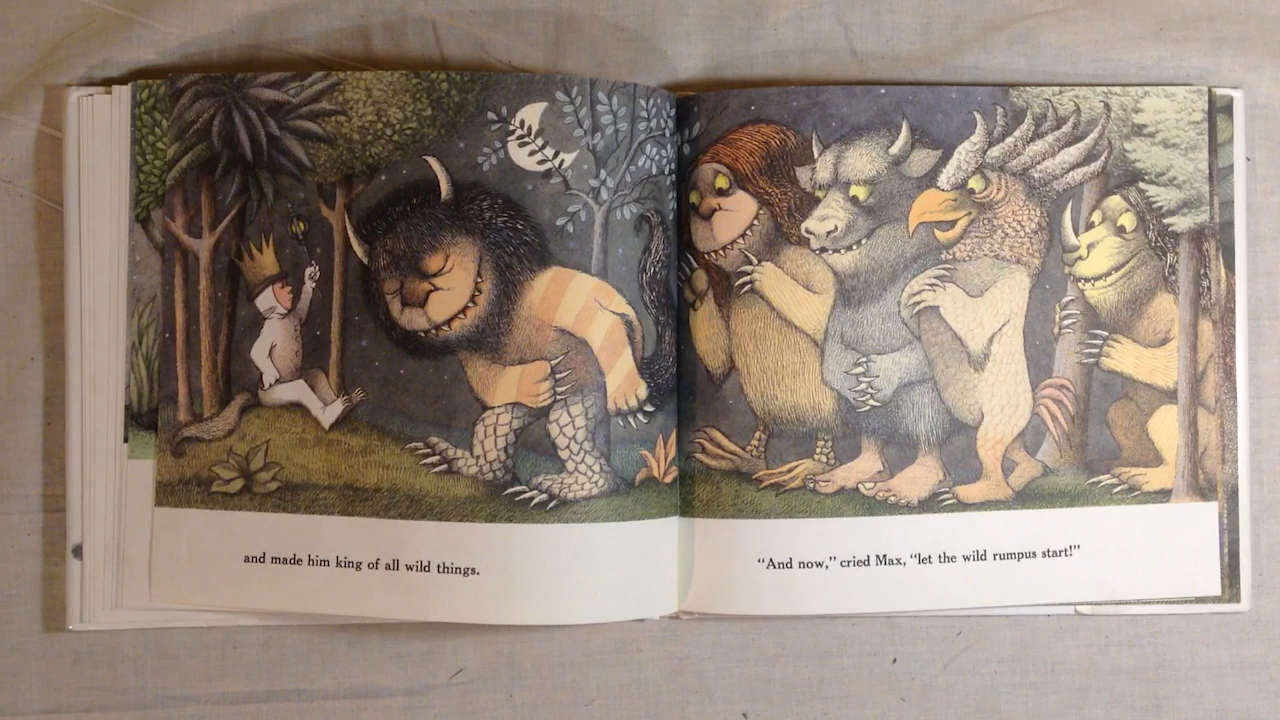 and made him king of all wild things.
“And now,” cried Max, “let the wild rumpus start!”